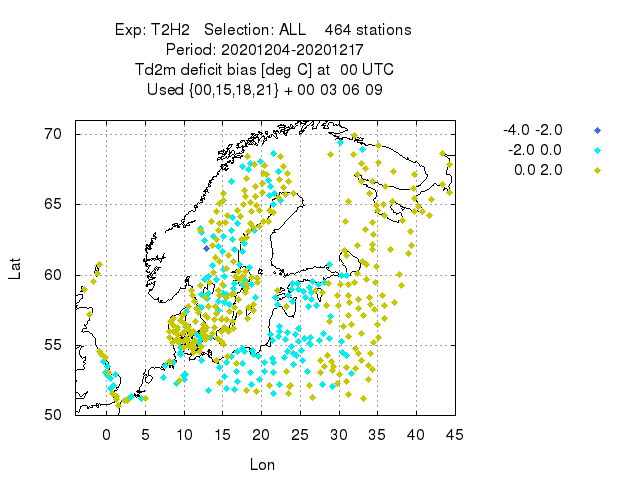 Exp: T2H2   Selection: ALL    464 stations
Period: 20201204-20201217
Td2m deficit bias [deg C] at  00 UTC
Used {00,15,18,21} + 00 03 06 09
-4.0 -2.0
-2.0 0.0
0.0 2.0
70
65
60
55
50
Lat
0 5 10 15 20 25 30 35 40 45
Lon